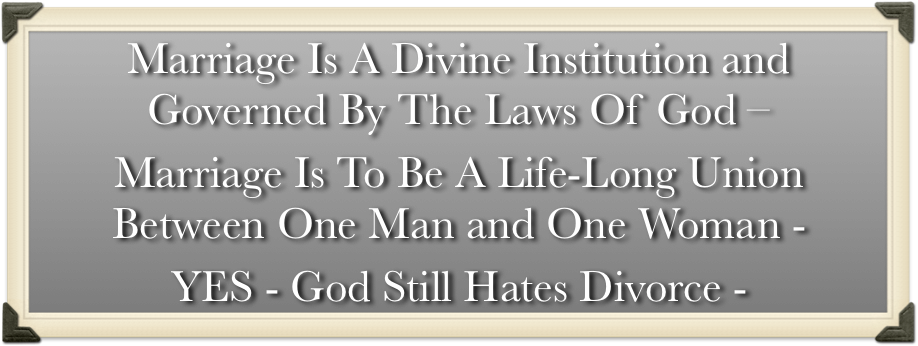 Marriage Is A Divine Institution and
Governed By The Laws Of God –
Marriage Is To Be A Life-Long Union
Between One Man and One Woman -
YES - God Still Hates Divorce -